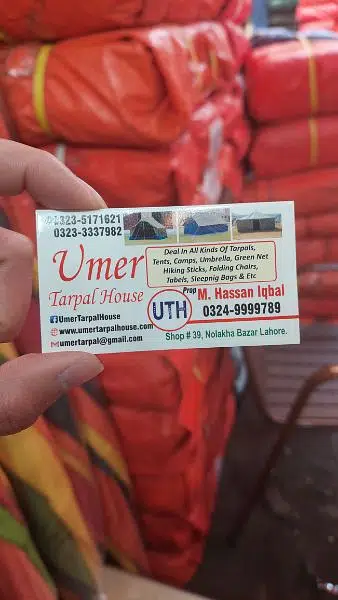 0323-5171621
0323-3337982
Umer
Tarpal House
Deal In All Kinds Of Tarpals,
Tents, Camps, Umbrella, Green Net
Hiking Sticks, Folding Chairs,
Tabels, Sleepnig Bags & Etc
UmerTarpalHouse
www.umertarpalhouse.com
umertarpal@gmail.com
UTH
Prop
M. Hassan Iqbal
0324-9999789
Shop # 39, Nolakha Bazar Lahore.